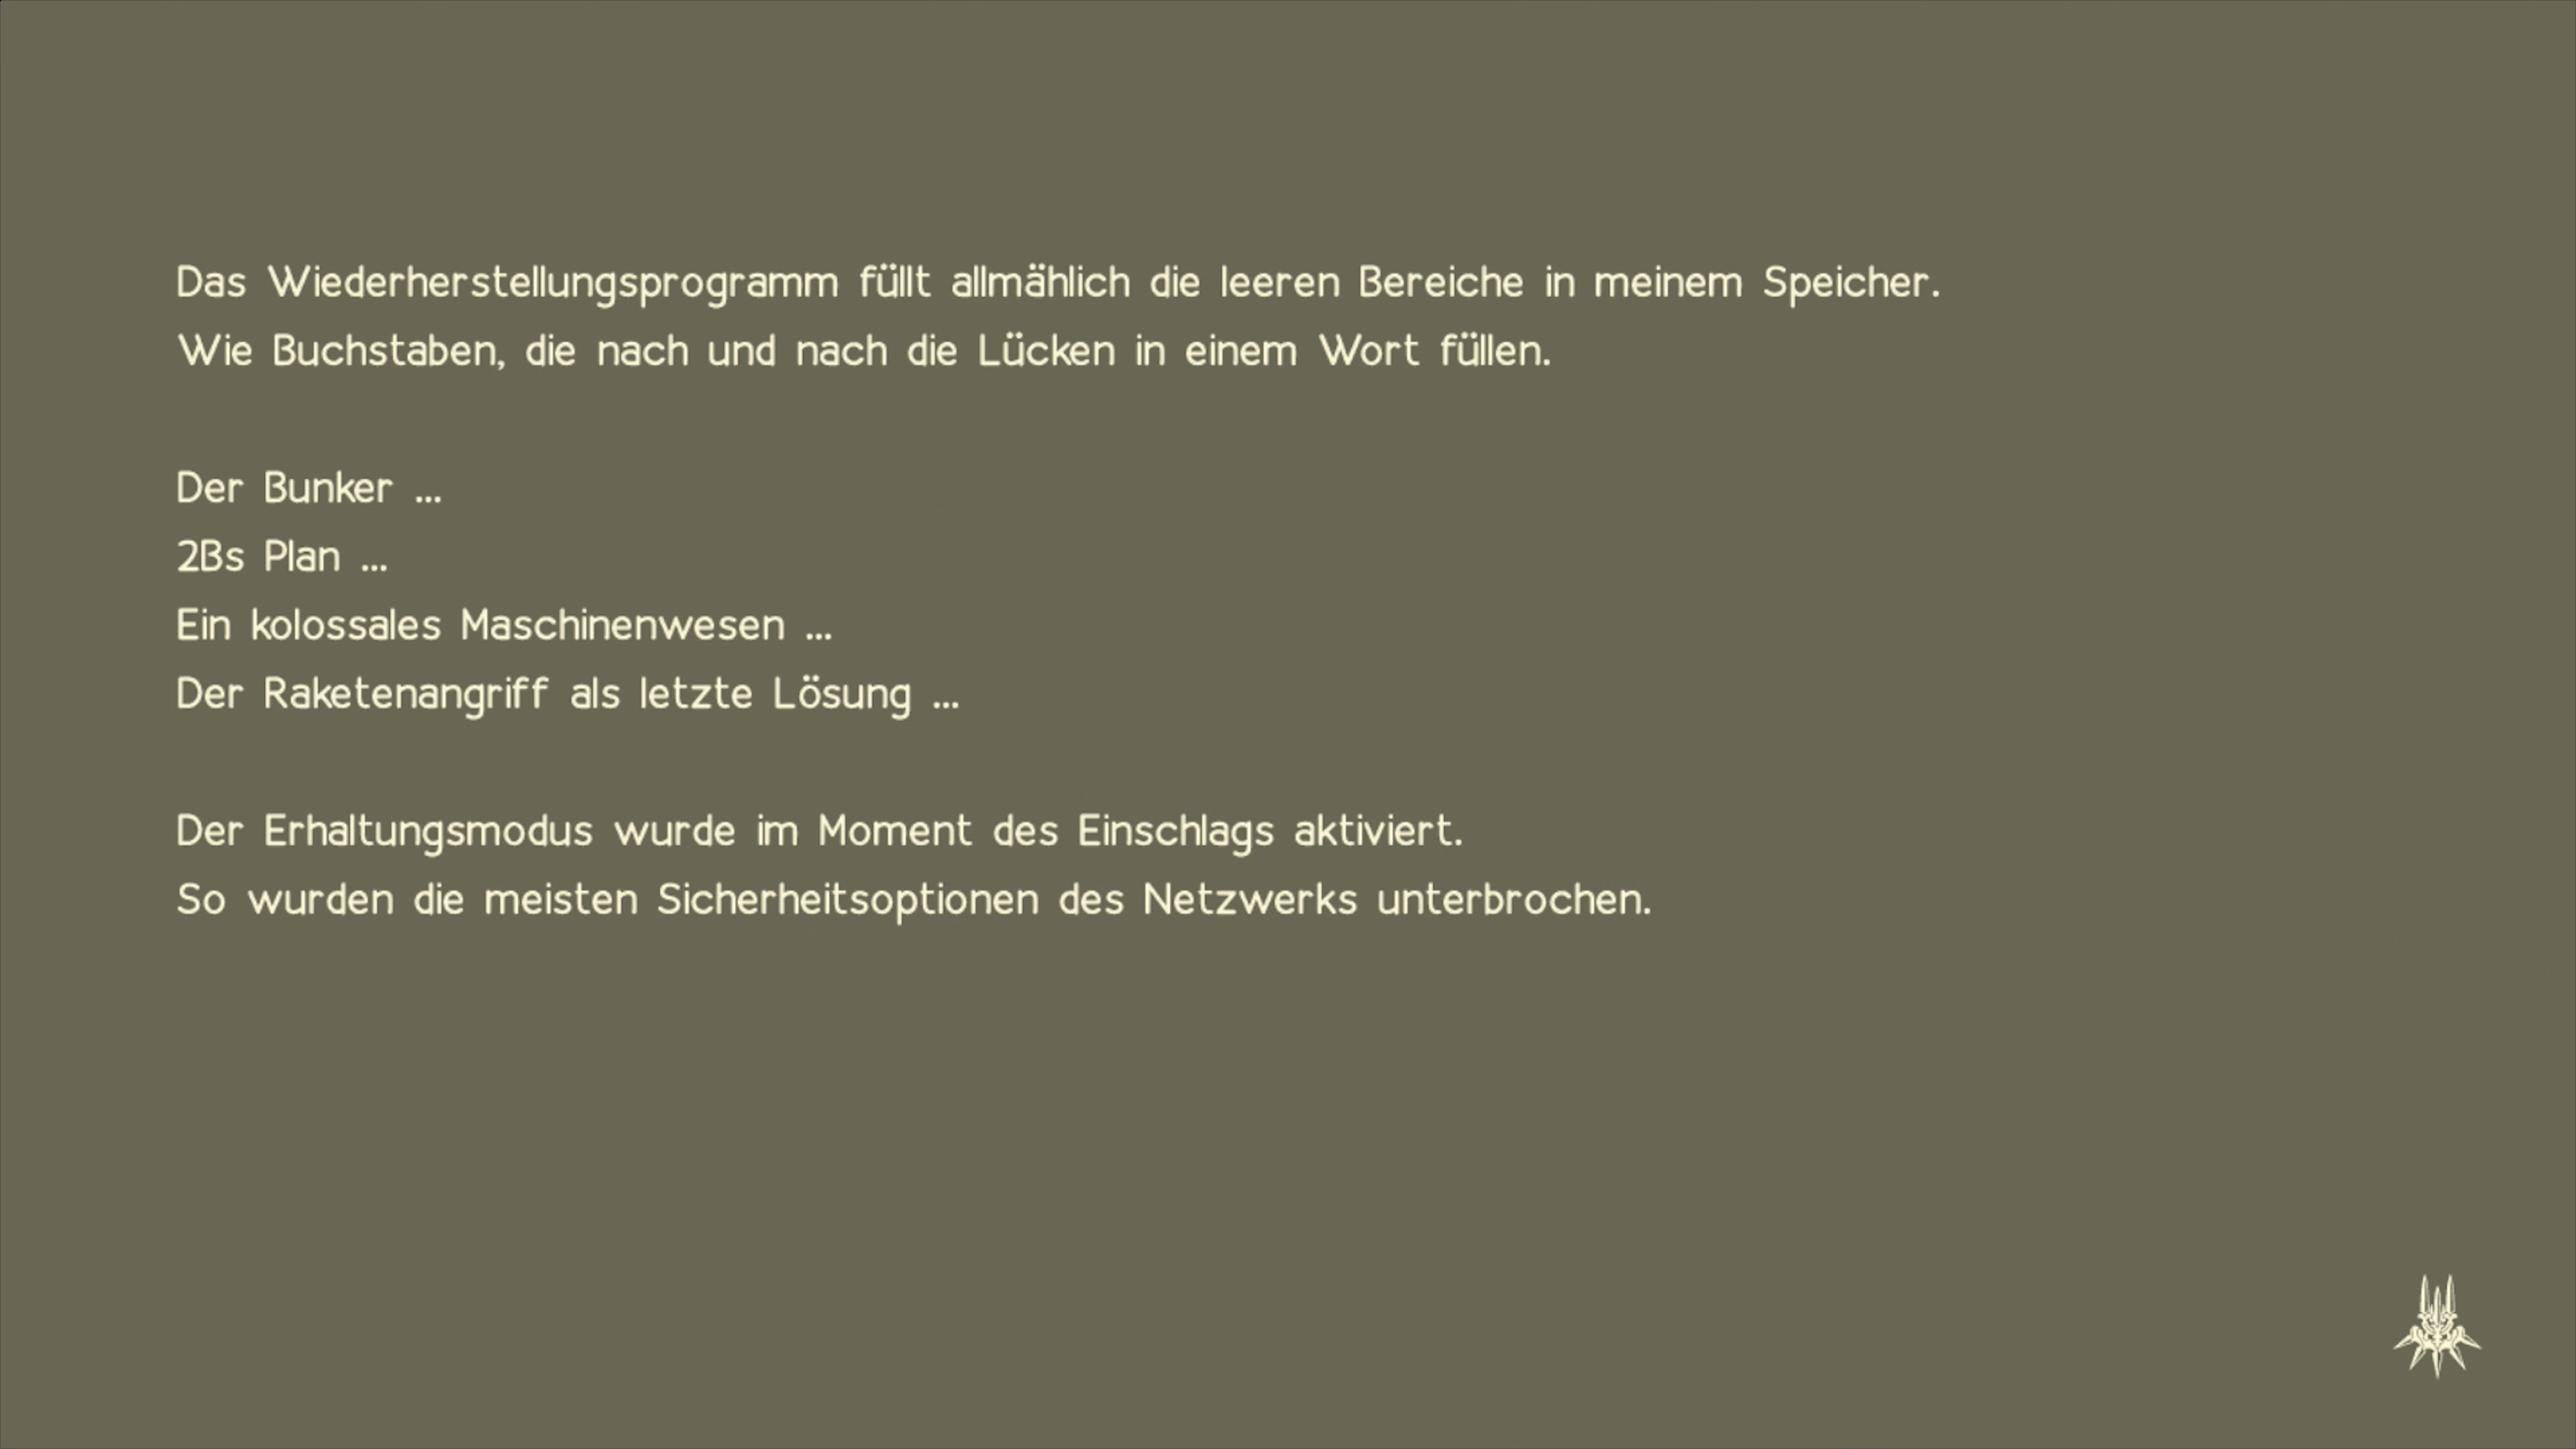 Das Wiederherstellungsprogramm füllt allmählich die leeren Bereiche in meinem Speicher.
Wie Buchstaben, die nach und nach die Lücken in einem Wort füllen.
Der Bunker ...
2Bs Plan ...
Ein kolossales Maschinenwesen ...
Der Raketenangriff als letzte Lösung ...
Der Erhaltungsmodus wurde im Moment des Einschlags aktiviert.
So wurden die meisten Sicherheitsoptionen des Netzwerks unterbrochen.